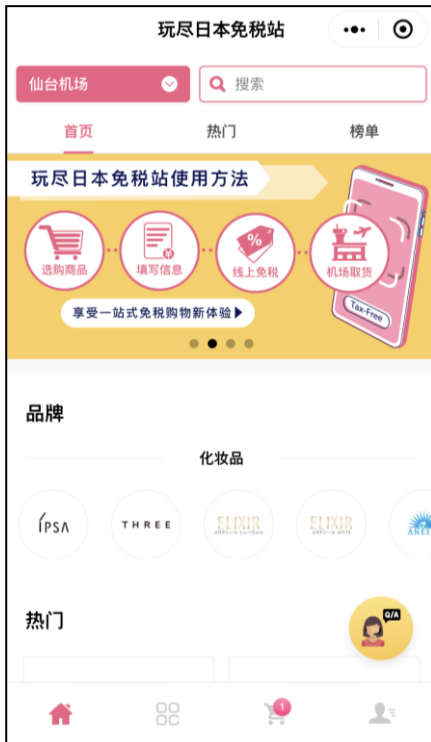 玩尽日本免税站
仙台机场
搜索
首页 热门 榜单
玩尽日本免税站使用方法
%
选购商品 填写信息 线上免税 机场取货
Tax-Free
享受一站式免税购物新体验
品牌
化妆品
IPSA THREE ELIXIR ELIXIR ANES
热门
Q/A
1